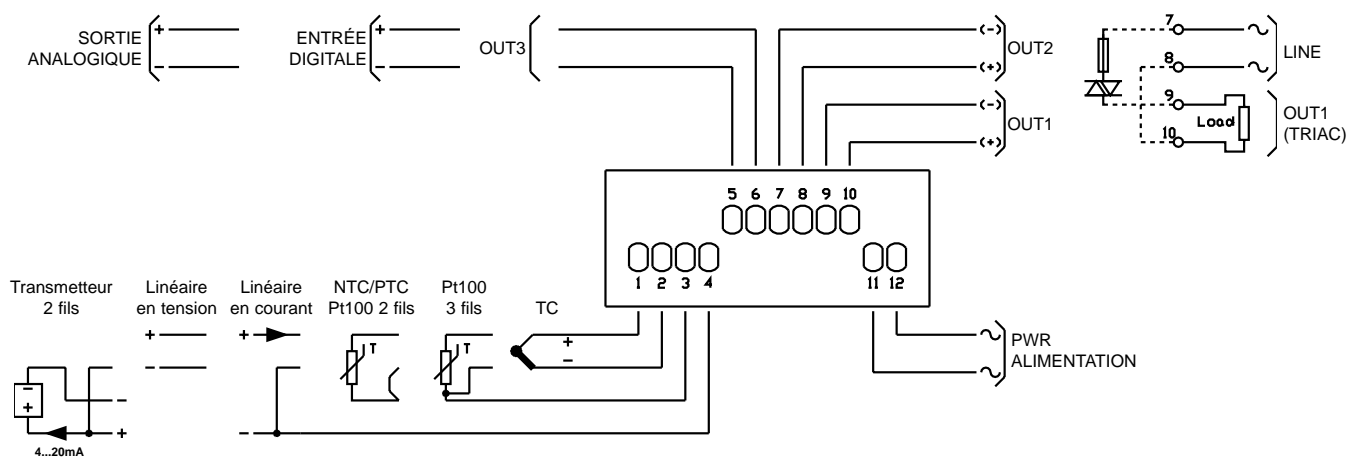 SORTIE
ANALOGIQUE
+
-
ENTRÉE
DIGITALE
+
-
OUT3
(-)
(+)
OUT2
(-)
(+)
OUT1
7
8
LINE
9
10
Load
OUT1
(TRIAC)
5 6 7 8 9 10
1 2 3 4
11 12
Transmetteur
2 fils
Linéaire
en tension
Linéaire
en courant
NTC/PTC
Pt100 2 fils
Pt100
3 fils
TC
+
-
+
T
T
+
-
-
+
-
+
-
4...20mA
PWR
ALIMENTATION